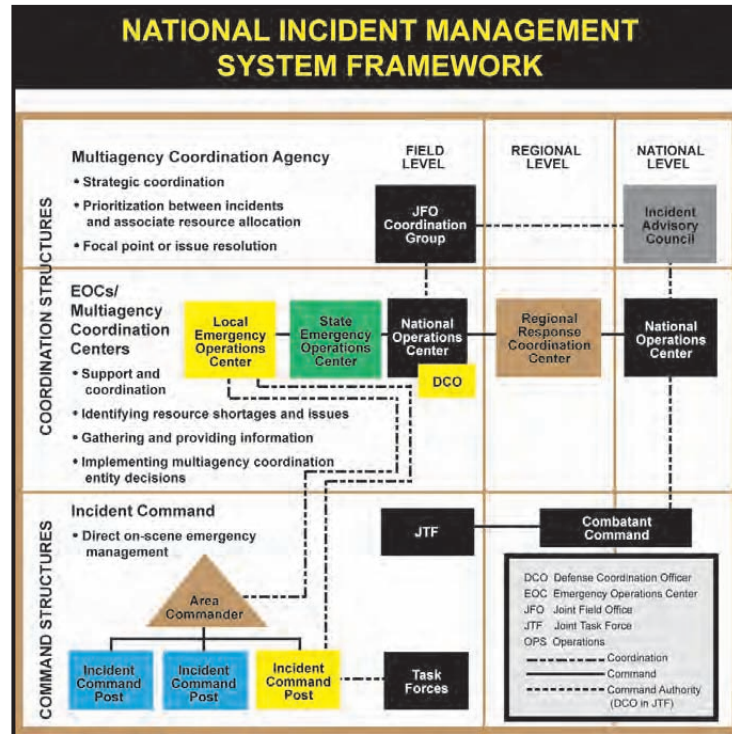 NATIONAL INCIDENT MANAGEMENT
SYSTEM FRAMEWORK
COORDINATION STRUCTURES
COMMAND STRUCTURES
FIELD
LEVEL
REGIONAL
LEVEL
NATIONAL
LEVEL
Multiagency Coordination Agency
• Strategic coordination
• Prioritization between incidents
and associate resource allocation
• Focal point or issue resolution
JFO
Coordination
Group
Incident
Advisory
Council
EOCs/
Multiagency
Coordination
Centers
• Support and
coordination
• Identifying resource shortages and issues
• Gathering and providing information
• Implementing multiagency coordination
entity decisions
Local
Emergency
Operations
Center
State
Emergency
Operations
Center
National
Operations
Center
DCO
Regional
Response
Coordination
Center
National
Operations
Center
Incident Command
• Direct on-scene emergency
management
JTF
Combatant
Command
Area
Commander
Incident
Command
Post
Incident
Command
Post
Incident
Command
Post
Task
Forces
DCO Defense Coordination Officer
EOC Emergency Operations Center
JFO Joint Field Office
JTF Joint Task Force
OPS Operations
Coordination
Command
Command Authority
(DCO in JTF)